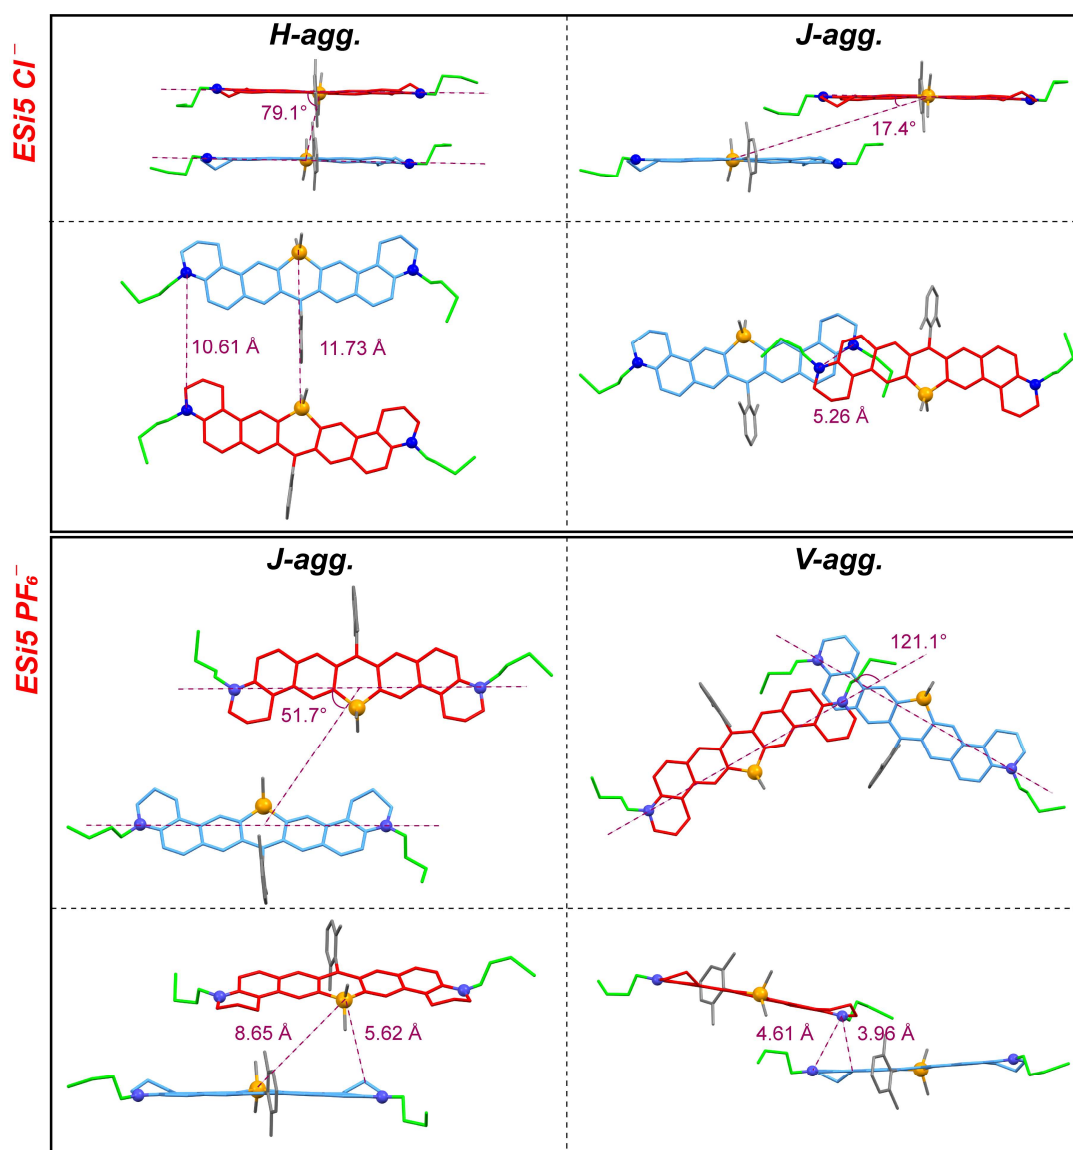 ESi5 Cl⁻
H-agg.
J-agg.
79.1°
17.4°
10.61 Å
11.73 Å
5.26 Å
ESi5 PF₆⁻
J-agg.
V-agg.
51.7°
121.1°
8.65 Å
5.62 Å
4.61 Å
3.96 Å